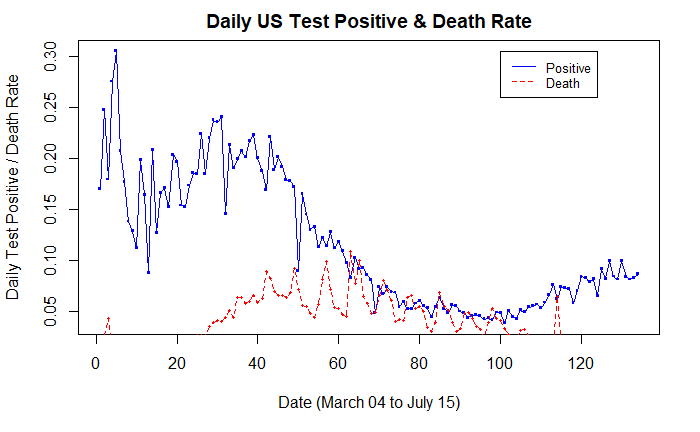 Daily US Test Positive & Death Rate
Daily Test Positive / Death Rate
0.30
0.25
0.20
0.15
0.10
0.05
Positive
Death
0 20 40 60 80 100 120
Date (March 04 to July 15)